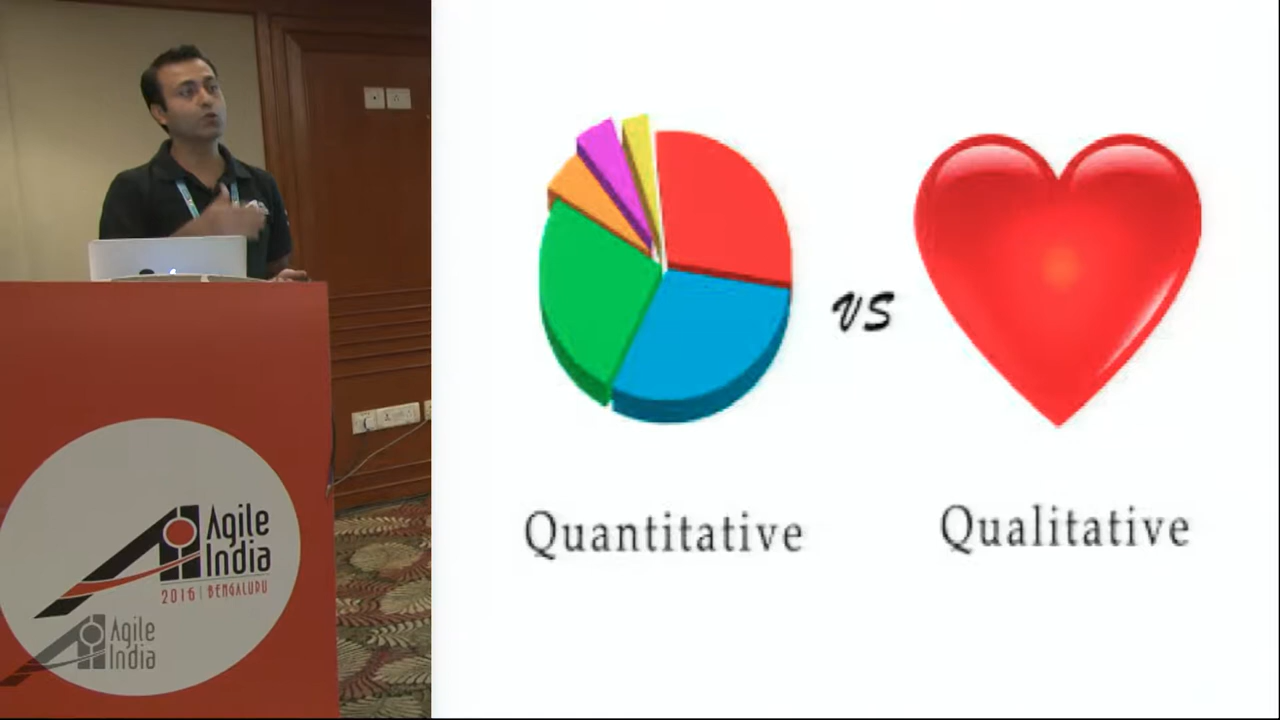 Agile
India
2016 | BENGALURU
Agile
India
vs
Quantitative
Qualitative